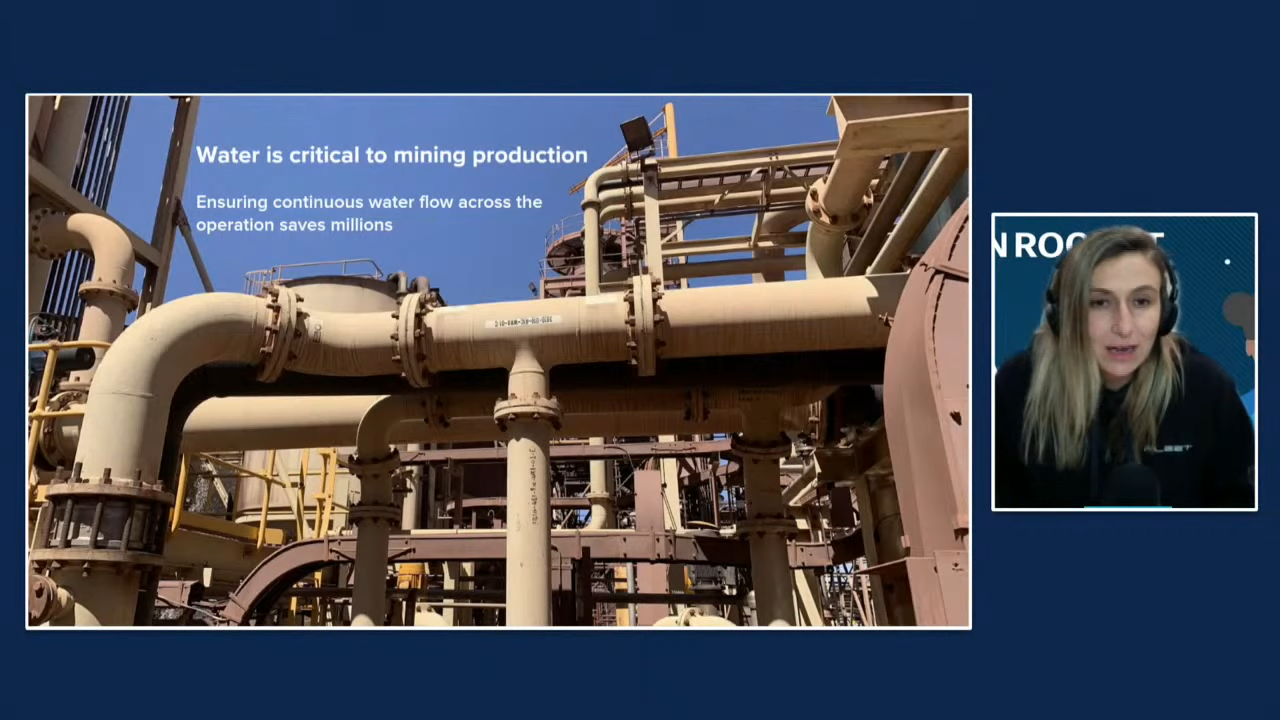 Water is critical to mining production
Ensuring continuous water flow across the
operation saves millions